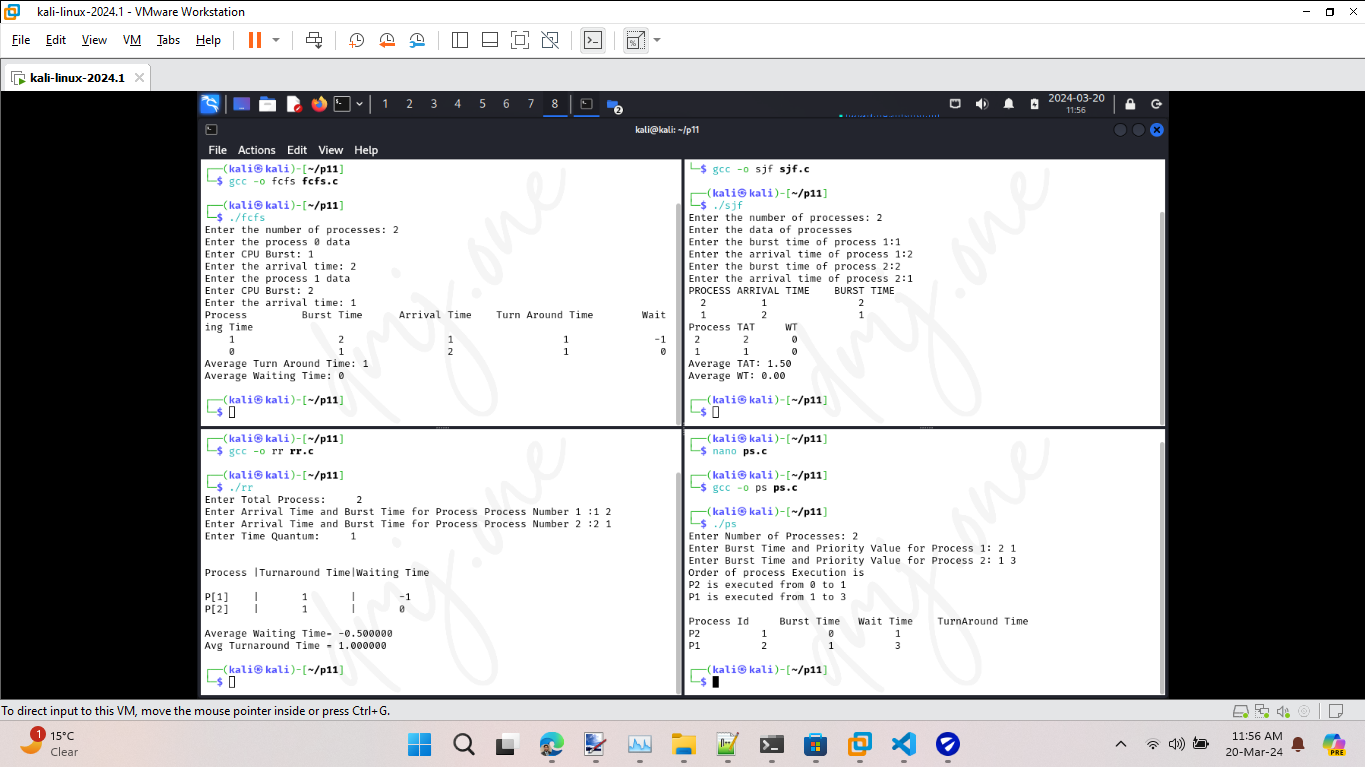 kali-linux-2024.1 - VMware Workstation
File Edit View VM Tabs Help
kali-linux-2024.1
1 2 3 4 5 6 7 8 2 2024-03-20
11:56
kali@kali: ~/p11
File Actions Edit View Help
┌──(kali㉿kali)-[~/p11]
└─$ gcc -o fcfs fcfs.c
┌──(kali㉿kali)-[~/p11]
└─$ ./fcfs
Enter the number of processes: 2
Enter the process 0 data
Enter CPU Burst: 1
Enter the arrival time: 2
Enter the process 1 data
Enter CPU Burst: 2
Enter the arrival time: 1
Process Burst Time Arrival Time Turn Around Time Wait
ing Time
1 2 1 1 -1
0 1 2 1 0
Average Turn Around Time: 1
Average Waiting Time: 0
┌──(kali㉿kali)-[~/p11]
└─$
└─$ gcc -o sjf sjf.c
┌──(kali㉿kali)-[~/p11]
└─$ ./sjf
Enter the number of processes: 2
Enter the data of processes
Enter the burst time of process 1:1
Enter the arrival time of process 1:2
Enter the burst time of process 2:2
Enter the arrival time of process 2:1
PROCESS ARRIVAL TIME BURST TIME
2 1 2
1 2 1
Process TAT WT
2 2 0
1 1 0
Average TAT: 1.50
Average WT: 0.00
┌──(kali㉿kali)-[~/p11]
└─$
┌──(kali㉿kali)-[~/p11]
└─$ gcc -o rr rr.c
┌──(kali㉿kali)-[~/p11]
└─$ ./rr
Enter Total Process: 2
Enter Arrival Time and Burst Time for Process Process Number 1 :1 2
Enter Arrival Time and Burst Time for Process Process Number 2 :2 1
Enter Time Quantum: 1
Process |Turnaround Time|Waiting Time
P[1] | 1 | -1
P[2] | 1 | 0
Average Waiting Time= -0.500000
Avg Turnaround Time = 1.000000
┌──(kali㉿kali)-[~/p11]
└─$
┌──(kali㉿kali)-[~/p11]
└─$ nano ps.c
┌──(kali㉿kali)-[~/p11]
└─$ gcc -o ps ps.c
┌──(kali㉿kali)-[~/p11]
└─$ ./ps
Enter Number of Processes: 2
Enter Burst Time and Priority Value for Process 1: 2 1
Enter Burst Time and Priority Value for Process 2: 1 3
Order of process Execution is
P2 is executed from 0 to 1
P1 is executed from 1 to 3
Process Id Burst Time Wait Time TurnAround Time
P2 1 0 1
P1 2 1 3
┌──(kali㉿kali)-[~/p11]
└─$
dmj.one
dmj.one
dmj.one
dmj.one
To direct input to this VM, move the mouse pointer inside or press Ctrl+G.
1 15°C
Clear
11:56 AM
20-Mar-24
PRE